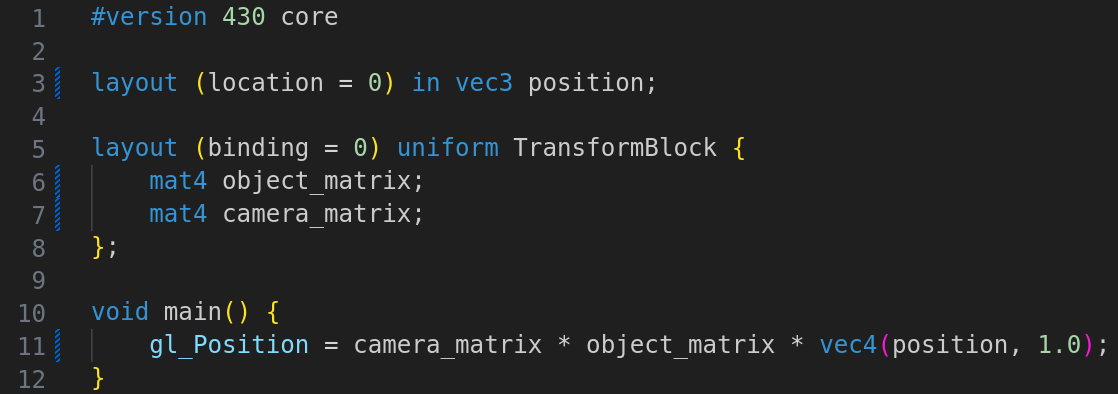 1 #version 430 core
2
3 layout (location = 0) in vec3 position;
4
5 layout (binding = 0) uniform TransformBlock {
6     mat4 object_matrix;
7     mat4 camera_matrix;
8 };
9
10 void main() {
11     gl_Position = camera_matrix * object_matrix * vec4(position, 1.0);
12 }